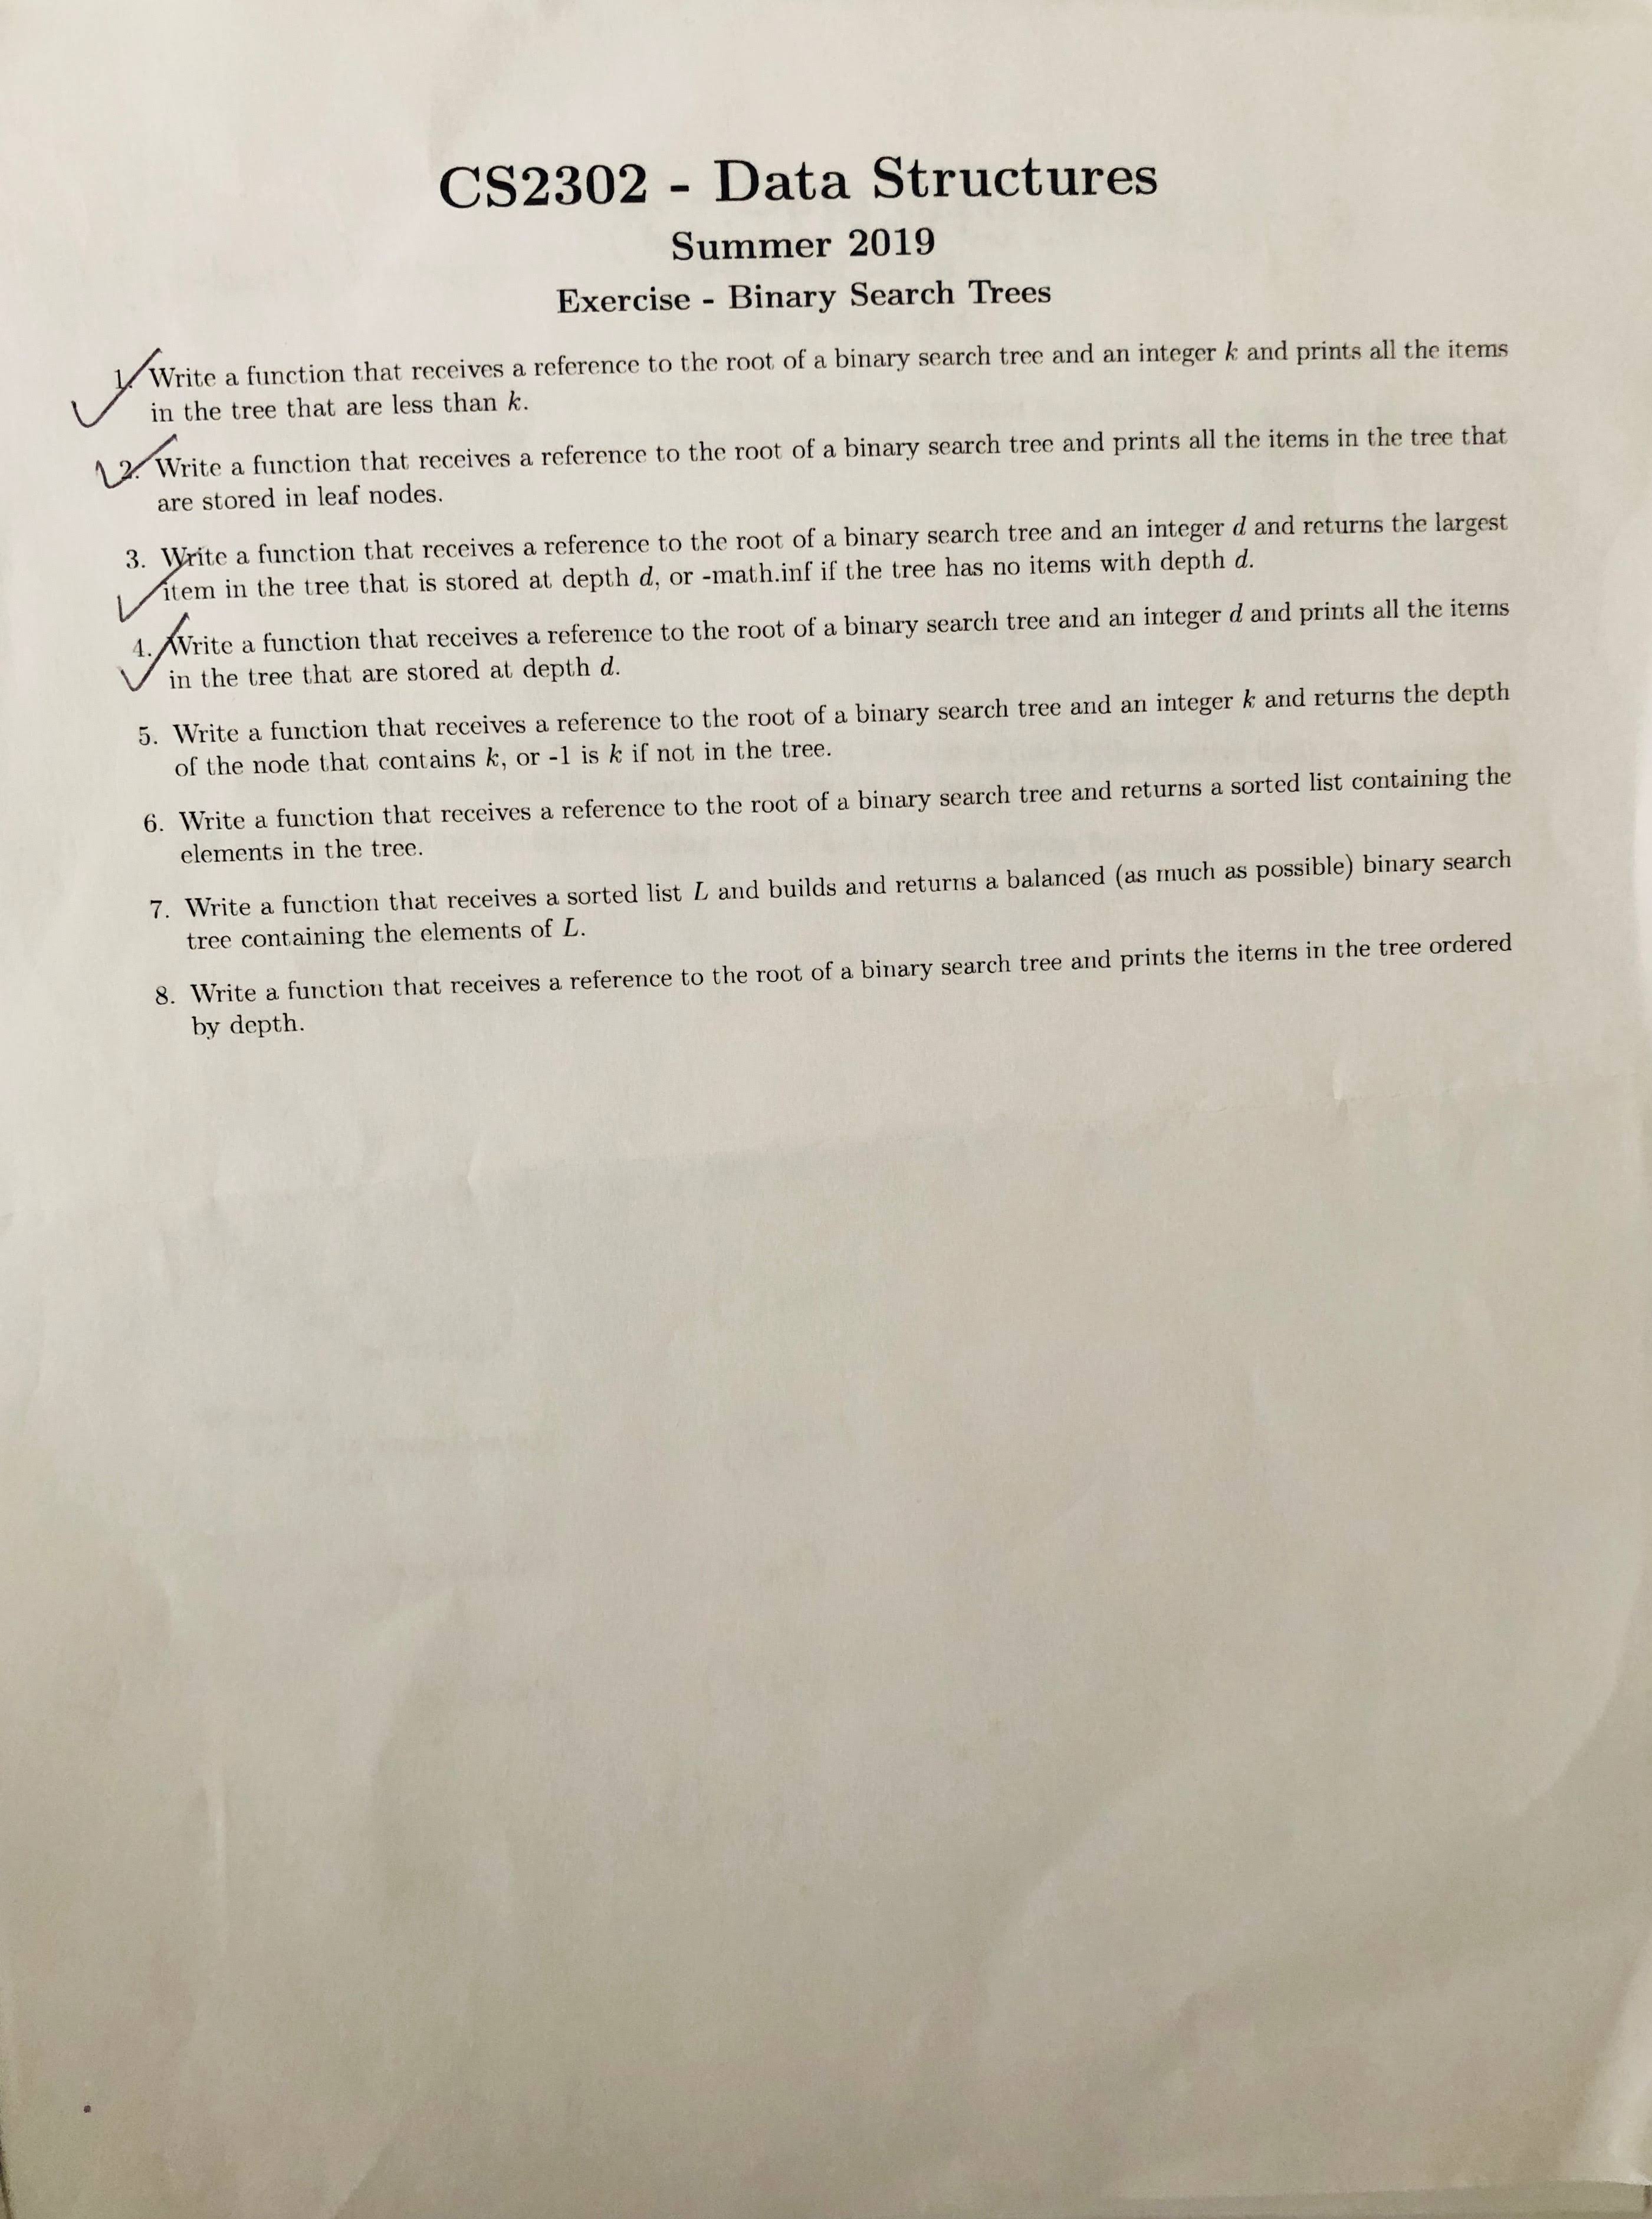 CS2302 - Data Structures
Summer 2019
Exercise - Binary Search Trees
1. Write a function that receives a reference to the root of a binary search tree and an integer k and prints all the items
in the tree that are less than k.
2. Write a function that receives a reference to the root of a binary search tree and prints all the items in the tree that
are stored in leaf nodes.
3. Write a function that receives a reference to the root of a binary search tree and an integer d and returns the largest
item in the tree that is stored at depth d, or -math.inf if the tree has no items with depth d.
4. Write a function that receives a reference to the root of a binary search tree and an integer d and prints all the items
in the tree that are stored at depth d.
5. Write a function that receives a reference to the root of a binary search tree and an integer k and returns the depth
of the node that contains k, or -1 is k if not in the tree.
6. Write a function that receives a reference to the root of a binary search tree and returns a sorted list containing the
elements in the tree.
7. Write a function that receives a sorted list L and builds and returns a balanced (as much as possible) binary search
tree containing the elements of L.
8. Write a function that receives a reference to the root of a binary search tree and prints the items in the tree ordered
by depth.